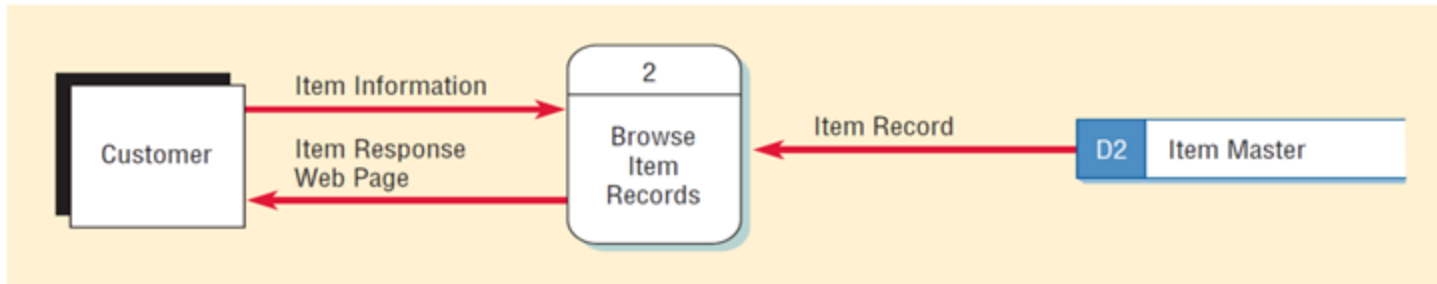 Customer
Item Information
Item Response
Web Page
2
Browse
Item
Records
Item Record
D2
Item Master